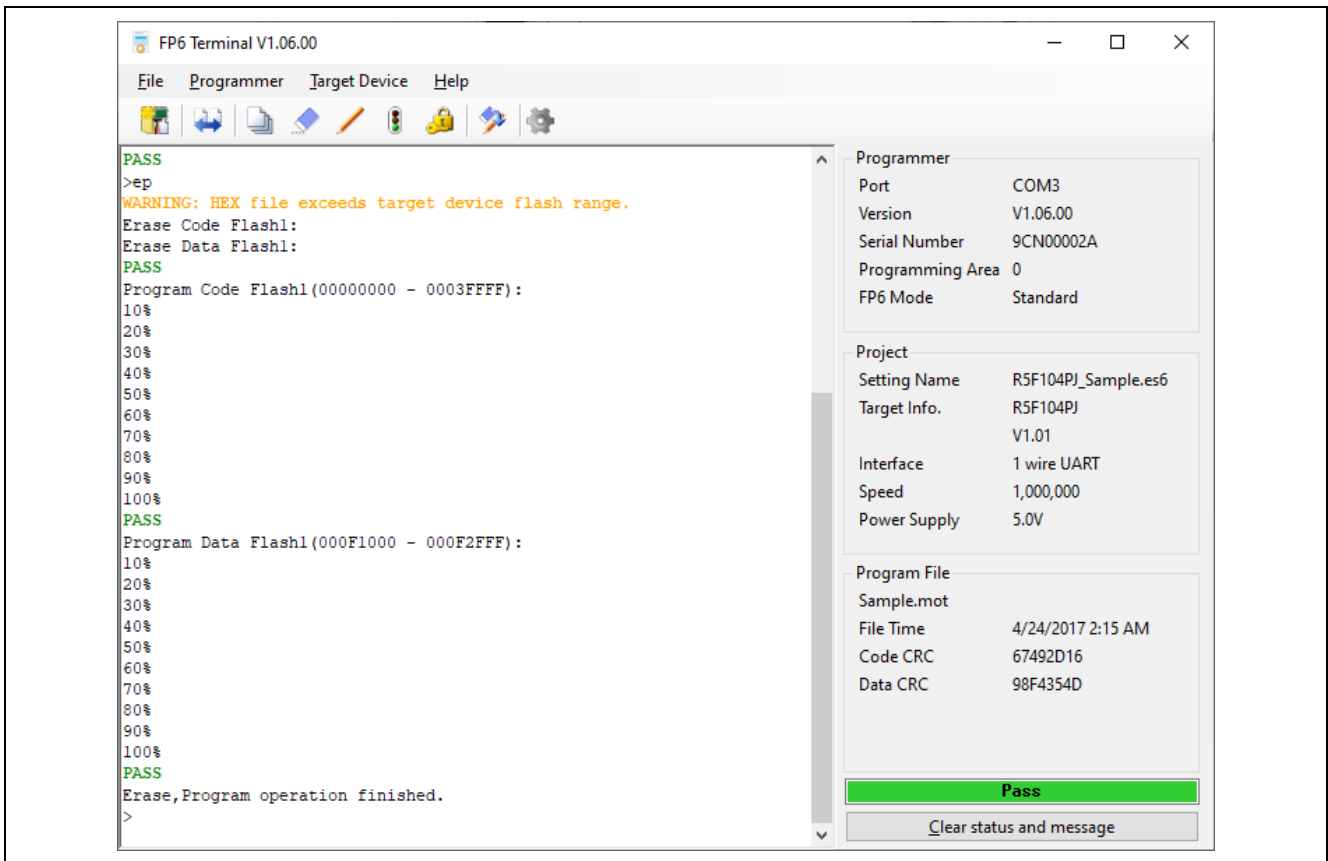 FP6 Terminal V1.06.00
File Programmer Target Device Help
PASS
>ep
WARNING: HEX file exceeds target device flash range.
Erase Code Flash1:
Erase Data Flash1:
PASS
Program Code Flash1(00000000 - 0003FFFF):
10%
20%
30%
40%
50%
60%
70%
80%
90%
100%
PASS
Program Data Flash1(000F1000 - 000F2FFF):
10%
20%
30%
40%
50%
60%
70%
80%
90%
100%
PASS
Erase,Program operation finished.
>
Programmer
Port COM3
Version V1.06.00
Serial Number 9CN00002A
Programming Area 0
FP6 Mode Standard
Project
Setting Name R5F104PJ_Sample.es6
Target Info. R5F104PJ
V1.01
Interface 1 wire UART
Speed 1,000,000
Power Supply 5.0V
Program File
Sample.mot
File Time 4/24/2017 2:15 AM
Code CRC 67492D16
Data CRC 98F4354D
Pass
Clear status and message